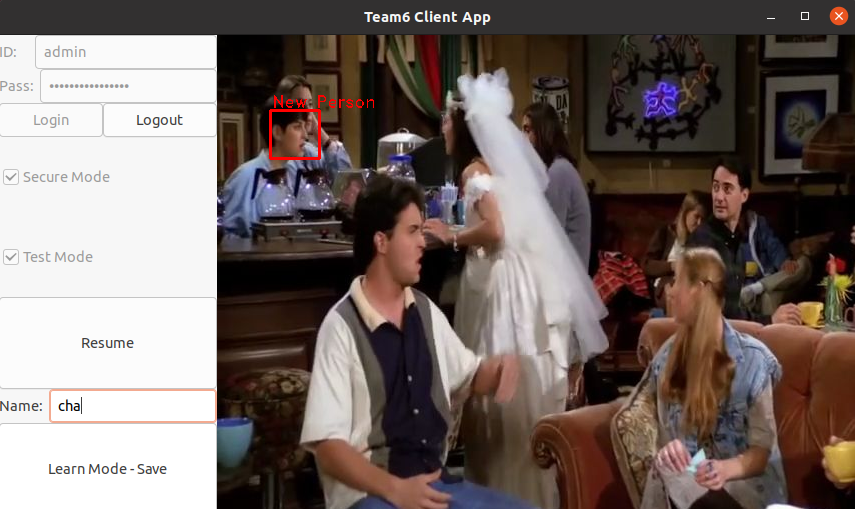 Team6 Client App
ID: admin
Pass: ••••••••••••••••
Login Logout
Secure Mode
Test Mode
Resume
Name: cha
Learn Mode - Save
New Person